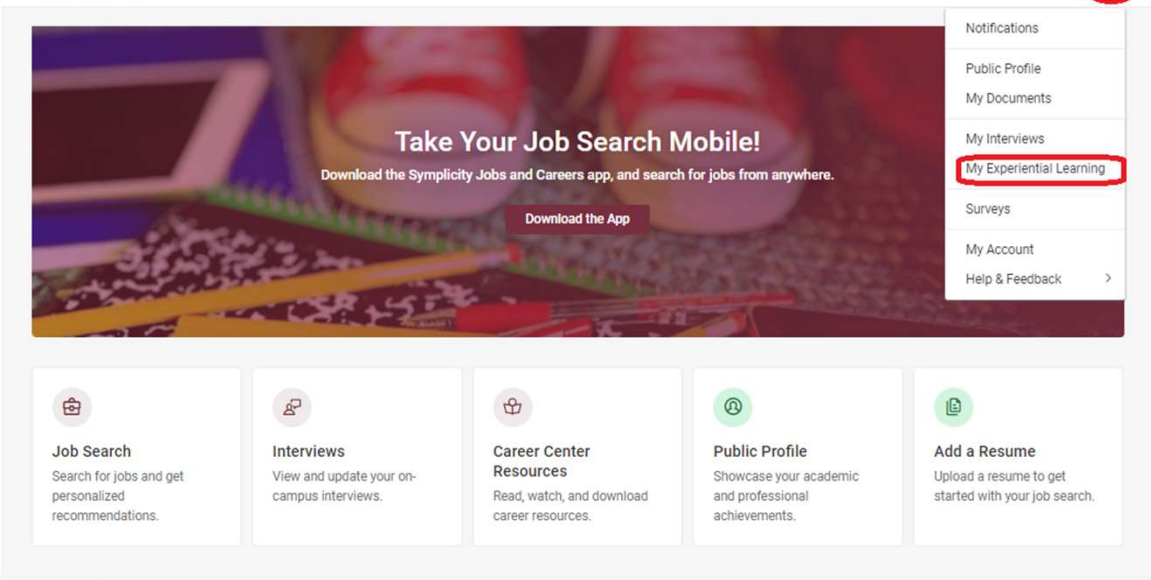 Notifications
Public Profile
My Documents
My Interviews
My Experiential Learning
Surveys
My Account
Help & Feedback
Take Your Job Search Mobile!
Download the Symplicity Jobs and Careers app, and search for jobs from anywhere.
Download the App
Job Search
Search for jobs and get
personalized
recommendations.
Interviews
View and update your on-
campus interviews.
Career Center
Resources
Read, watch, and download
career resources.
Public Profile
Showcase your academic
and professional
achievements.
Add a Resume
Upload a resume to get
started with your job search.